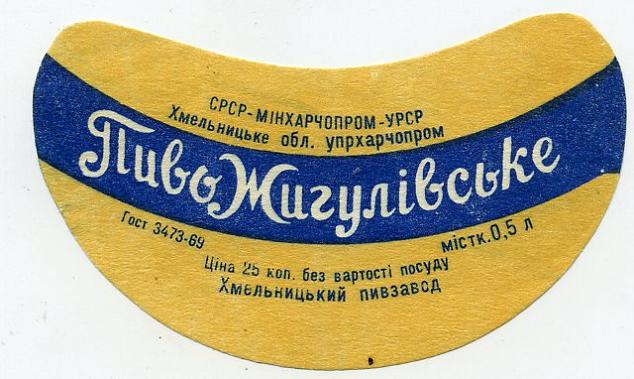 СРСР-МІНХАРЧОПРОМ-УРСР
Хмельницьке обл. упрхарчопром
Пиво Жигулівське
Гост 3473-69
містк.0,5 л
Ціна 25 коп. без вартості посуду
Хмельницький пивзавод